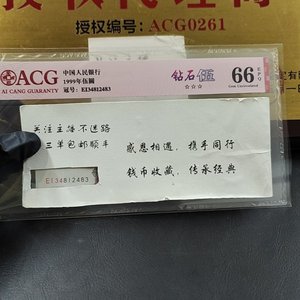 授权编号: ACG0261
ACG
AI CANG GUARANTY
中国人民银行
1999年伍圆
冠号: EI34812483
钻石
☆☆☆
66
EPQ
Gem Uncirculated
关注主播不迷路
三单包邮顺丰
感恩相遇, 携手同行
钱币收藏, 传承经典
EI34812483